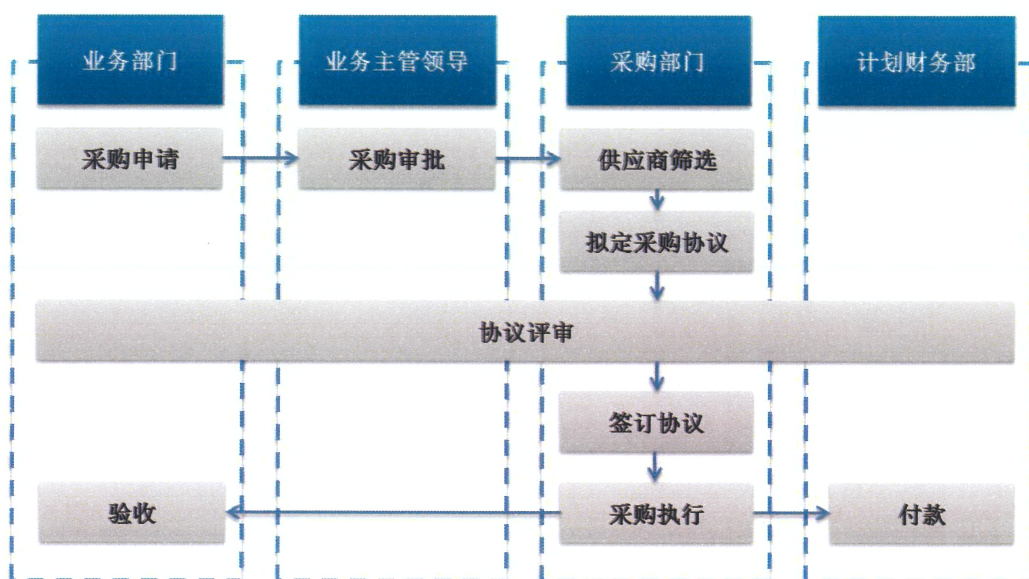 业务部门
业务主管领导
采购部门
计划财务部
采购申请
采购审批
供应商筛选
拟定采购协议
协议评审
签订协议
验收
采购执行
付款